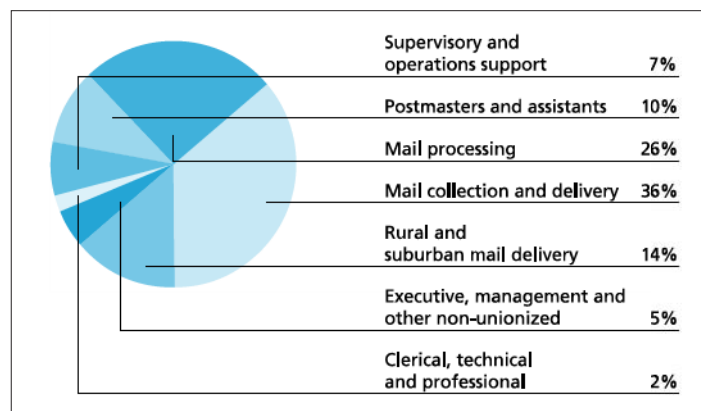 Supervisory and
operations support 7%
Postmasters and assistants 10%
Mail processing 26%
Mail collection and delivery 36%
Rural and
suburban mail delivery 14%
Executive, management and
other non-unionized 5%
Clerical, technical
and professional 2%